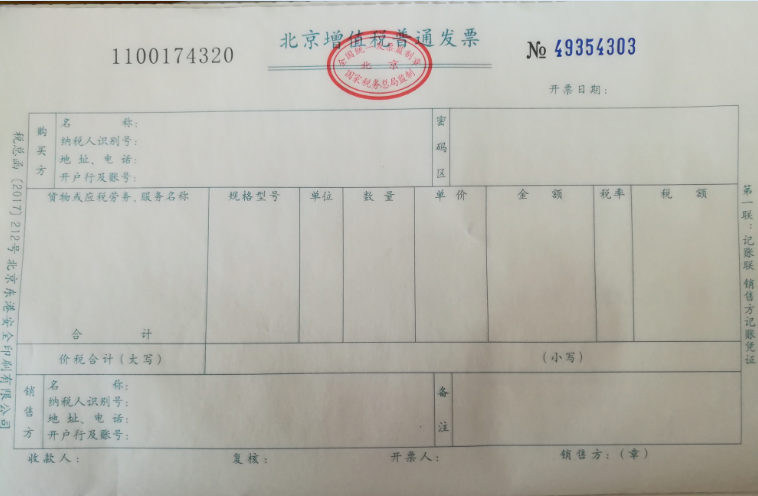 1100174320
北京增值税普通发票
全国统一发票监制章
北京
国家税务总局监制
№ 49354303
开票日期：
购买方
名称：
纳税人识别号：
地址、电话：
开户行及账号：
密码区
货物或应税劳务、服务名称 规格型号 单位 数量 单价 金额 税率 税额
合计
价税合计（大写） （小写）
销售方
名称：
纳税人识别号：
地址、电话：
开户行及账号：
备注
收款人： 复核： 开票人： 销售方：（章）
税总函〔2017〕212号北京东港安全印刷有限公司
第一联：记账联 销售方记账凭证